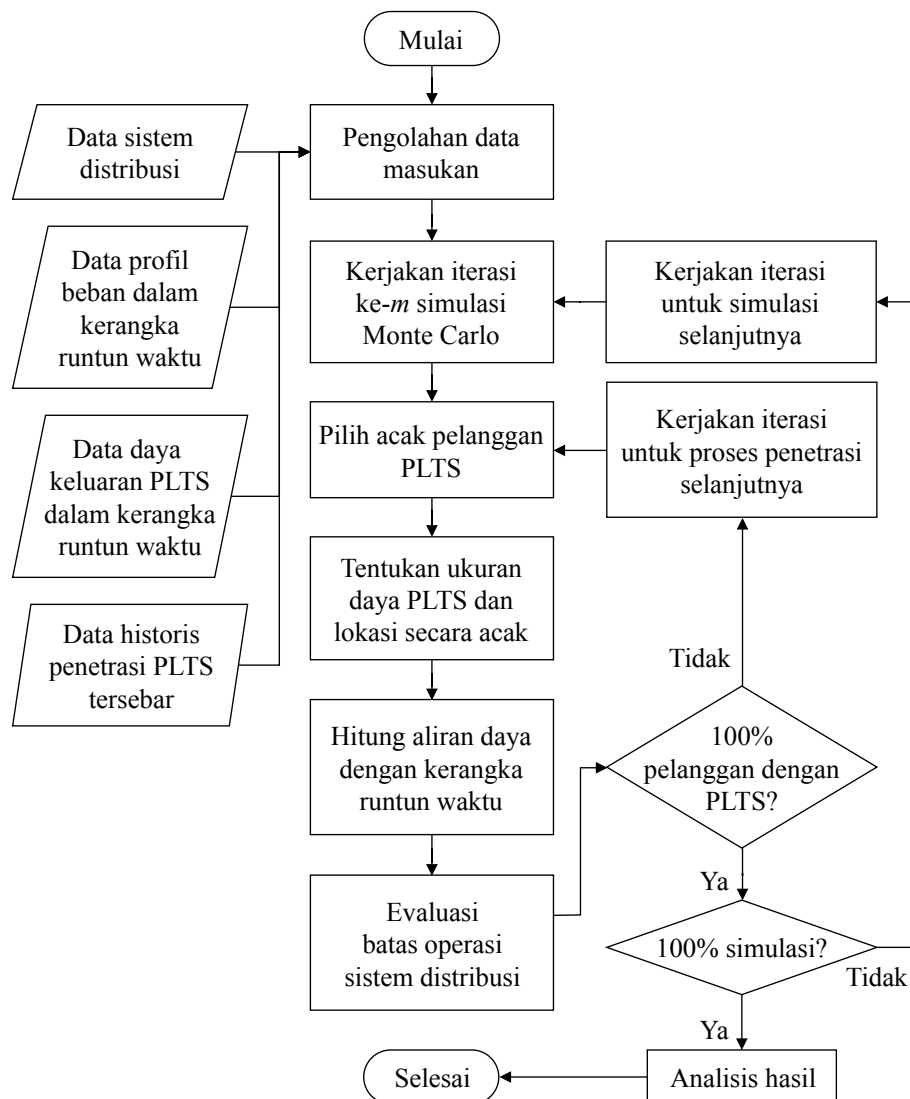 Mulai
Data sistem
distribusi
Pengolahan data
masukan
Data profil
beban dalam
kerangka
runtun waktu
Kerjakan iterasi
ke-m simulasi
Monte Carlo
Kerjakan iterasi
untuk simulasi
selanjutnya
Data daya
keluaran PLTS
dalam kerangka
runtun waktu
Pilih acak pelanggan
PLTS
Kerjakan iterasi
untuk proses penetrasi
selanjutnya
Tentukan ukuran
daya PLTS dan
lokasi secara acak
Data historis
penetrasi PLTS
tersebar
Tidak
Hitung aliran daya
dengan kerangka
runtun waktu
100%
pelanggan dengan
PLTS?
Ya
Evaluasi
batas operasi
sistem distribusi
100% simulasi?
Tidak
Ya
Selesai
Analisis hasil